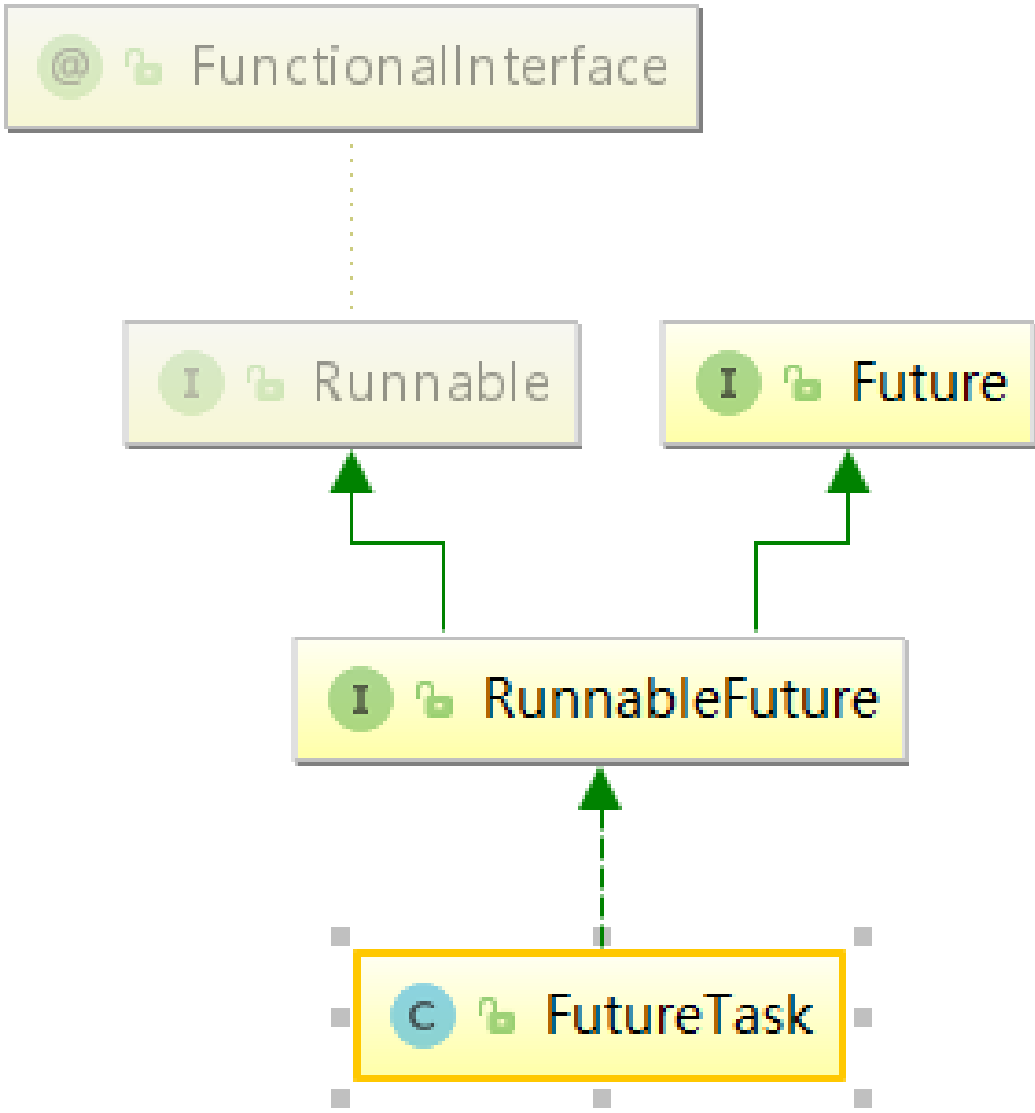 @ FunctionalInterface
I Runnable
I Future
I RunnableFuture
C FutureTask